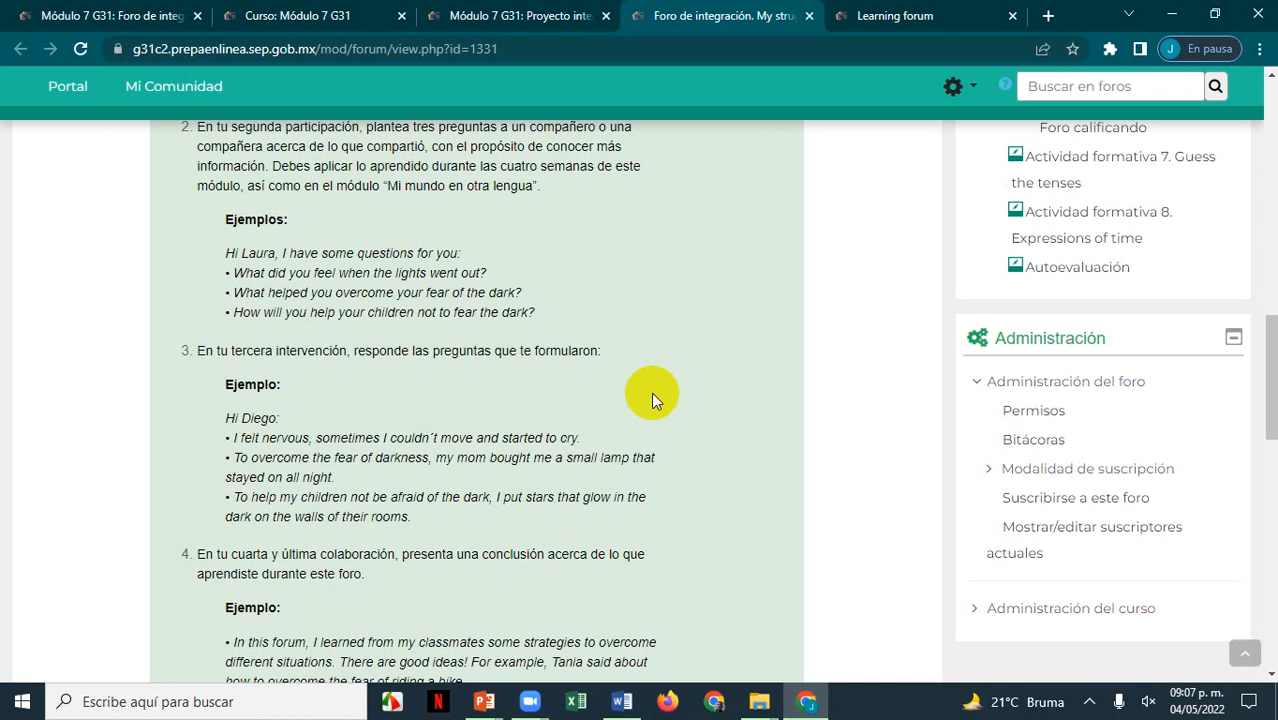 Módulo 7 G31: Foro de integ
Curso: Módulo 7 G31
Módulo 7 G31: Proyecto inte
Foro de integración. My stru
Learning forum
g31c2.prepaenlinea.sep.gob.mx/mod/forum/view.php?id=1331
J En pausa
Portal
Mi Comunidad
Buscar en foros
2. En tu segunda participación, plantea tres preguntas a un compañero o una
compañera acerca de lo que compartió, con el propósito de conocer más
información. Debes aplicar lo aprendido durante las cuatro semanas de este
módulo, así como en el módulo “Mi mundo en otra lengua”.
Ejemplos:
Hi Laura, I have some questions for you:
• What did you feel when the lights went out?
• What helped you overcome your fear of the dark?
• How will you help your children not to fear the dark?
3. En tu tercera intervención, responde las preguntas que te formularon:
Ejemplo:
Hi Diego:
• I felt nervous, sometimes I couldn´t move and started to cry.
• To overcome the fear of darkness, my mom bought me a small lamp that
stayed on all night.
• To help my children not be afraid of the dark, I put stars that glow in the
dark on the walls of their rooms.
4. En tu cuarta y última colaboración, presenta una conclusión acerca de lo que
aprendiste durante este foro.
Ejemplo:
• In this forum, I learned from my classmates some strategies to overcome
different situations. There are good ideas! For example, Tania said about
how to overcome the fear of riding a bike.
Foro calificando
Actividad formativa 7. Guess
the tenses
Actividad formativa 8.
Expressions of time
Autoevaluación
Administración
Administración del foro
Permisos
Bitácoras
Modalidad de suscripción
Suscribirse a este foro
Mostrar/editar suscriptores
actuales
Administración del curso
Escribe aquí para buscar
21°C Bruma
09:07 p. m.
04/05/2022